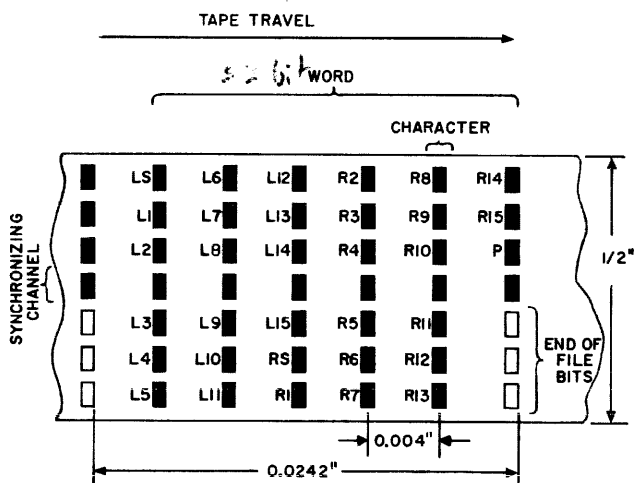 TAPE TRAVEL
32 bit WORD
CHARACTER
LS L6 L12 R2 R8 R14
L1 L7 L13 R3 R9 R15
L2 L8 L14 R4 R10 P
SYNCHRONIZING
CHANNEL
1/2"
L3 L9 L15 R5 R11
L4 L10 RS R6 R12
L5 L11 R1 R7 R13
END OF
FILE
BITS
0.004"
0.0242"